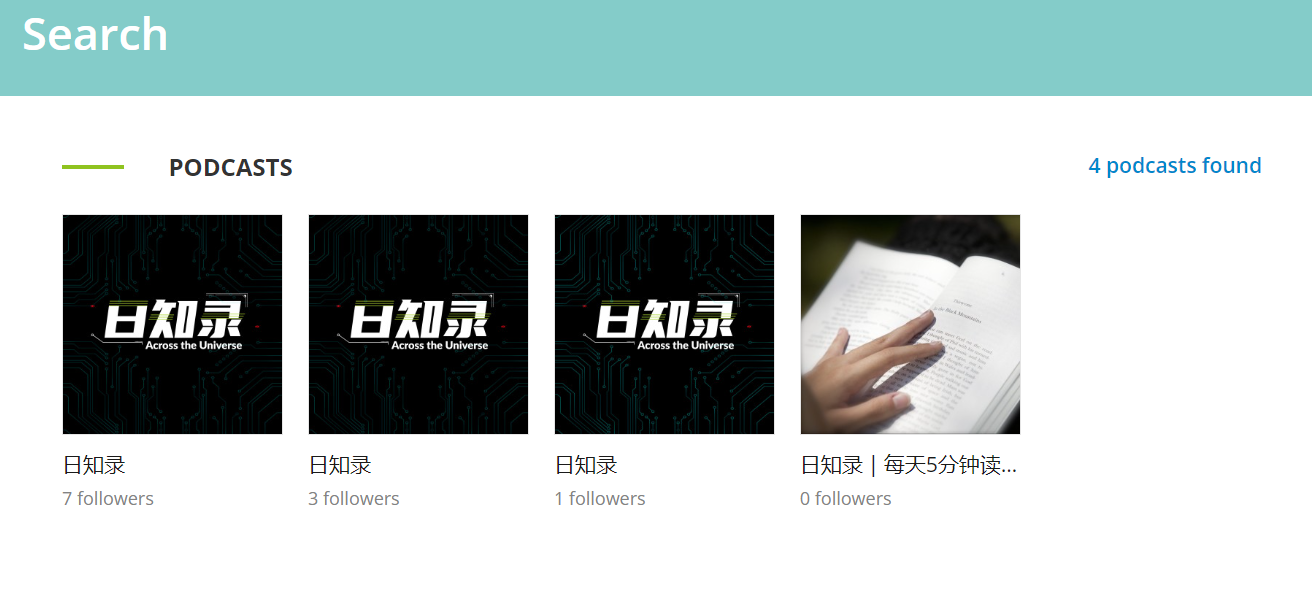 Search
PODCASTS
4 podcasts found
日知录
Across the Universe
日知录
Across the Universe
日知录
Across the Universe
日知录
7 followers
日知录
3 followers
日知录
1 followers
日知录 | 每天5分钟读...
0 followers